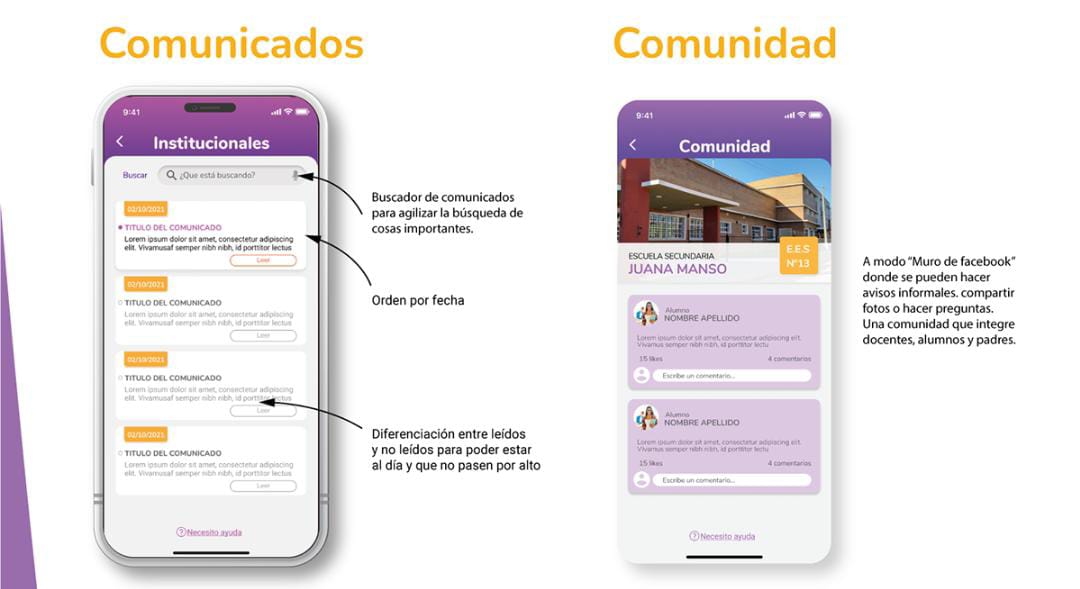 Comunicados
9:41
Institucionales
Buscar
¿Que está buscando?
02/10/2021
TITULO DEL COMUNICADO
Lorem ipsum dolor sit amet, consectetur adipiscing
elit. Vivamusaf semper nibh nibh, id porttitor lectus
Leer
02/10/2021
TITULO DEL COMUNICADO
Lorem ipsum dolor sit amet, consectetur adipiscing
elit. Vivamusaf semper nibh nibh, id porttitor lectus
Leer
02/10/2021
TITULO DEL COMUNICADO
Lorem ipsum dolor sit amet, consectetur adipiscing
elit. Vivamusaf semper nibh nibh, id porttitor lectus
Leer
02/10/2021
TITULO DEL COMUNICADO
Lorem ipsum dolor sit amet, consectetur adipiscing
elit. Vivamusaf semper nibh nibh, id porttitor lectus
Leer
Necesito ayuda
Buscador de comunicados
para agilizar la búsqueda de
cosas importantes.
Orden por fecha
Diferenciación entre leídos
y no leídos para poder estar
al día y que no pasen por alto
Comunidad
9:41
Comunidad
ESCUELA SECUNDARIA
JUANA MANSO
E.E.S
N°13
Alumno
NOMBRE APELLIDO
Lorem ipsum dolor sit amet, consectetur adipiscing elit.
Vivamus semper nibh nibh, id porttitor lectu
15 likes
4 comentarios
Escribe un comentario...
Alumno
NOMBRE APELLIDO
Lorem ipsum dolor sit amet, consectetur adipiscing elit.
Vivamus semper nibh nibh, id porttitor lectu
15 likes
4 comentarios
Escribe un comentario...
Necesito ayuda
A modo "Muro de facebook"
donde se pueden hacer
avisos informales. compartir
fotos o hacer preguntas.
Una comunidad que integre
docentes, alumnos y padres.